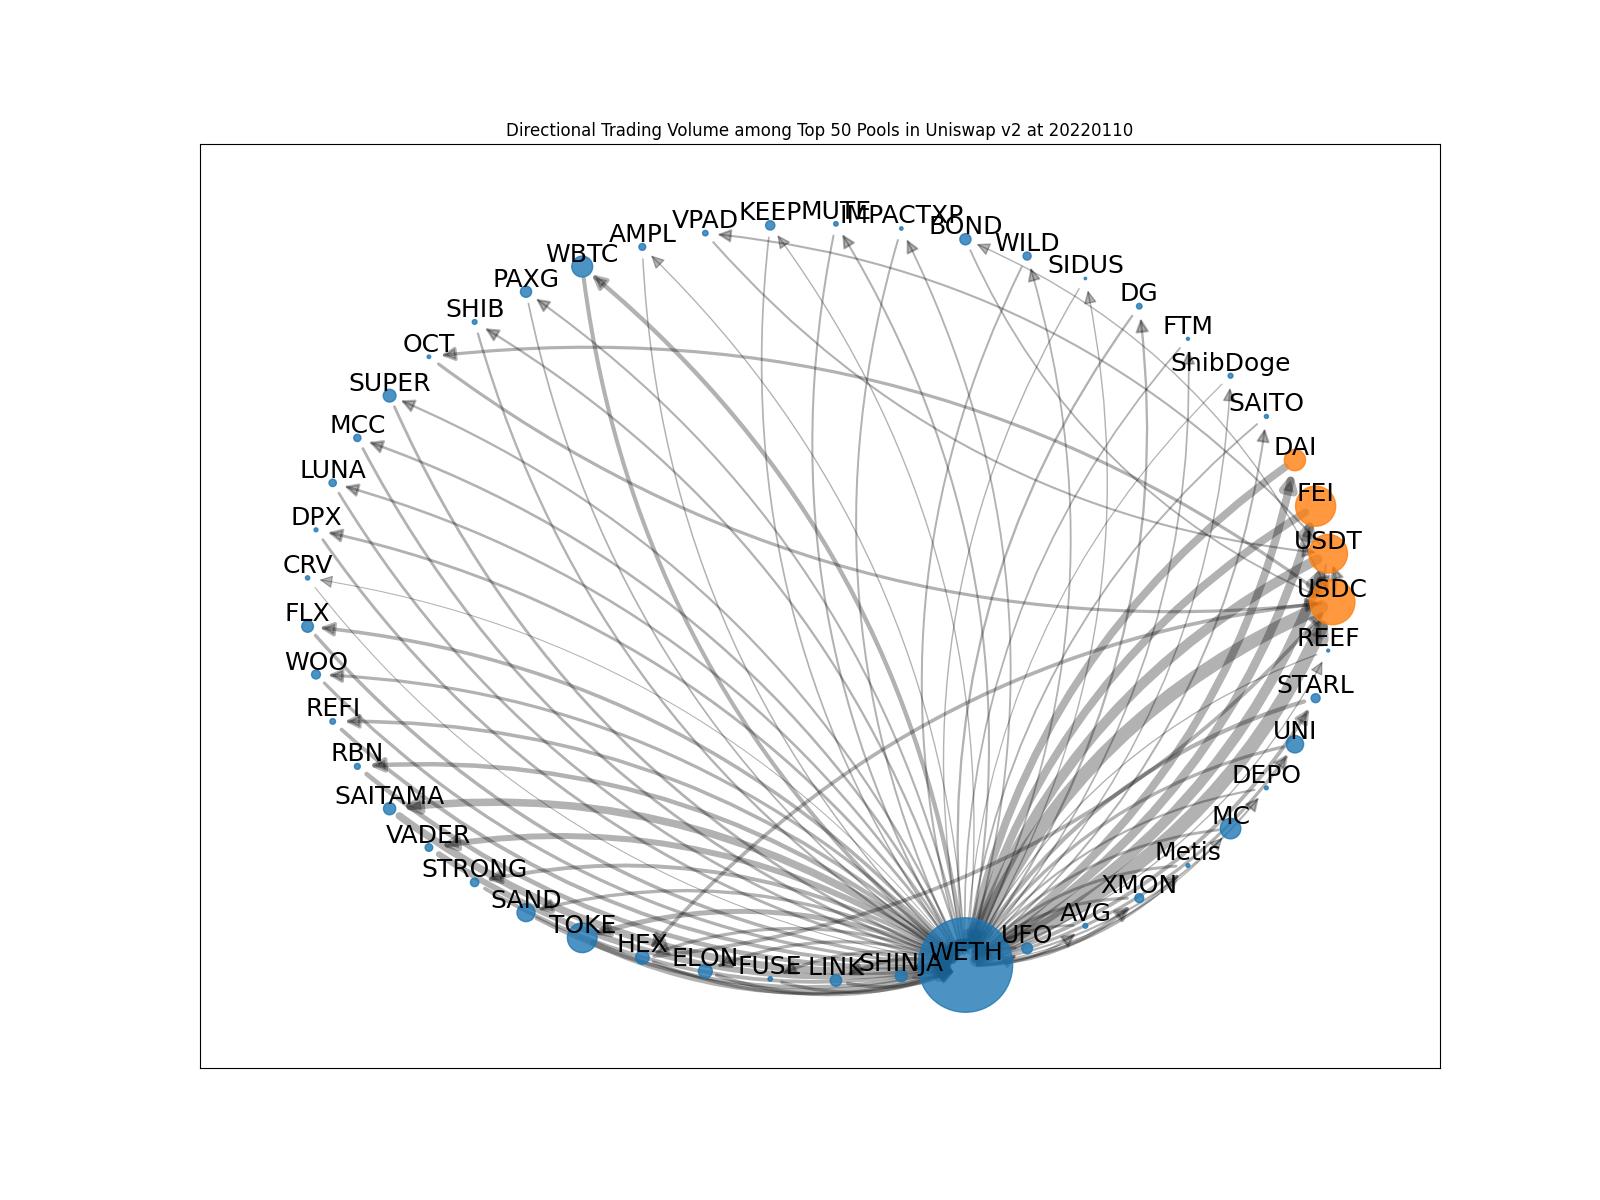 Directional Trading Volume among Top 50 Pools in Uniswap v2 at 20220110
KEEP
MUTE
IMPACTXP
VPAD
BOND
AMPL
WILD
WBTC
SIDUS
PAXG
DG
SHIB
FTM
OCT
ShibDoge
SUPER
SAITO
MCC
DAI
LUNA
FEI
DPX
USDT
CRV
USDC
FLX
REEF
WOO
STARL
REFI
UNI
RBN
DEPO
SAITAMA
MC
VADER
Metis
STRONG
XMON
SAND
AVG
TOKE
UFO
HEX
WETH
ELON
SHINJA
FUSE
LINK